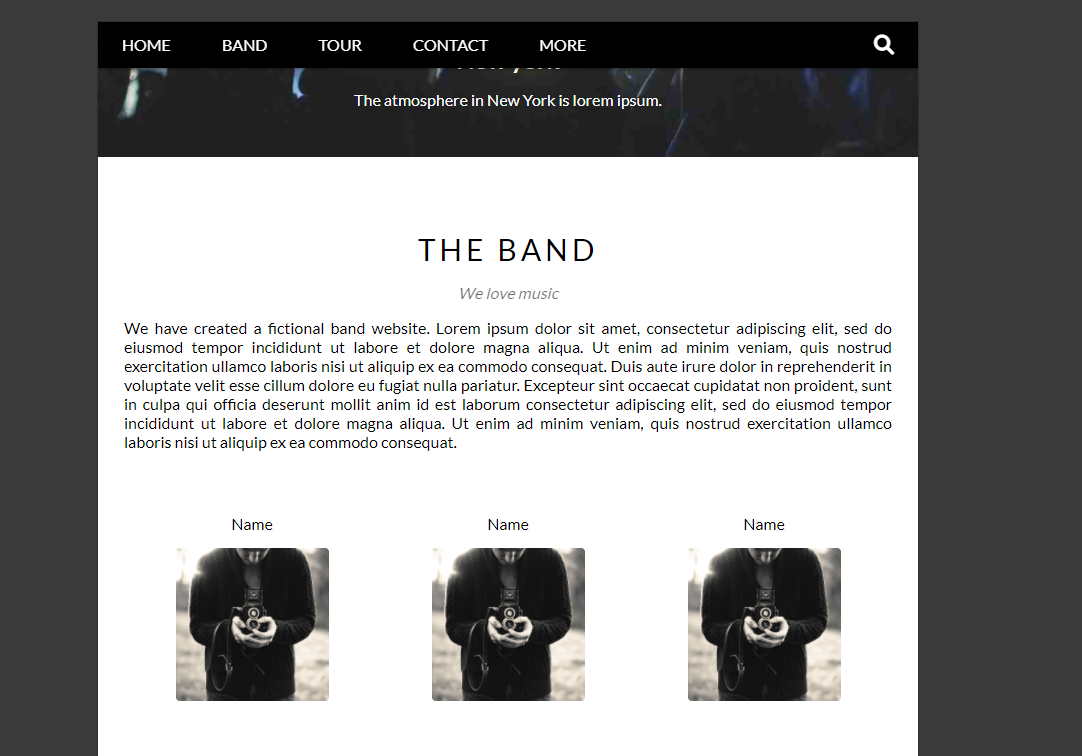 HOME BAND TOUR CONTACT MORE
The atmosphere in New York is lorem ipsum.
THE BAND
We love music
We have created a fictional band website. Lorem ipsum dolor sit amet, consectetur adipiscing elit, sed do
eiusmod tempor incididunt ut labore et dolore magna aliqua. Ut enim ad minim veniam, quis nostrud
exercitation ullamco laboris nisi ut aliquip ex ea commodo consequat. Duis aute irure dolor in reprehenderit in
voluptate velit esse cillum dolore eu fugiat nulla pariatur. Excepteur sint occaecat cupidatat non proident, sunt
in culpa qui officia deserunt mollit anim id est laborum consectetur adipiscing elit, sed do eiusmod tempor
incididunt ut labore et dolore magna aliqua. Ut enim ad minim veniam, quis nostrud exercitation ullamco
laboris nisi ut aliquip ex ea commodo consequat.
Name Name Name